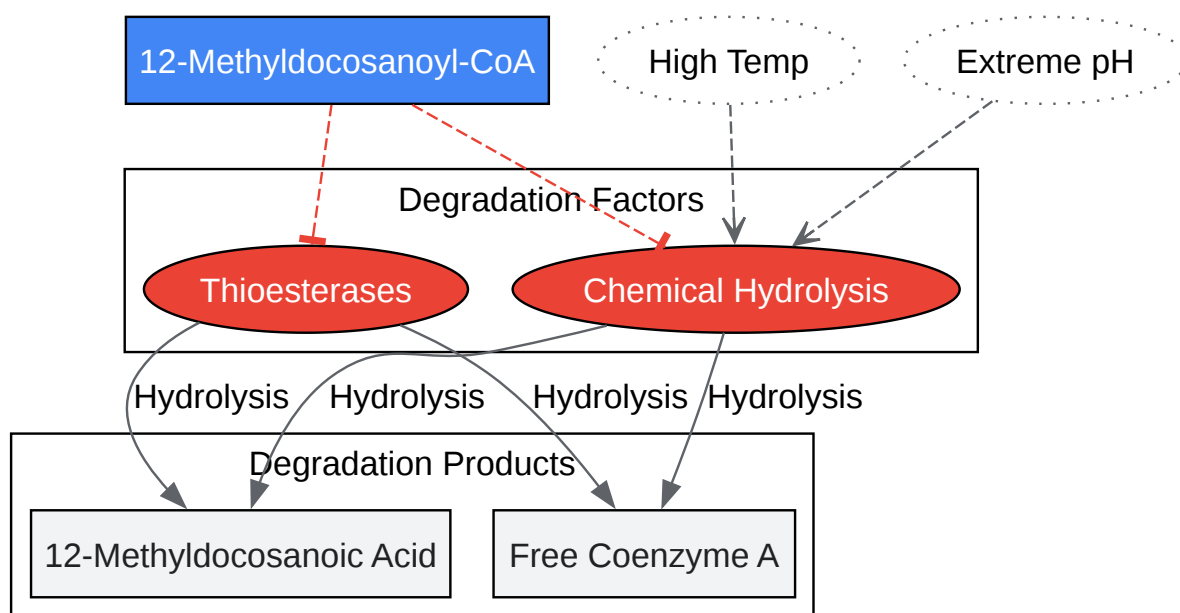 12-Methyldocosanoyl-CoA
High Temp
Extreme pH
Degradation Factors
Thioesterases
Chemical Hydrolysis
Hydrolysis
Hydrolysis
Hydrolysis
Hydrolysis
Degradation Products
12-Methyldocosanoic Acid
Free Coenzyme A